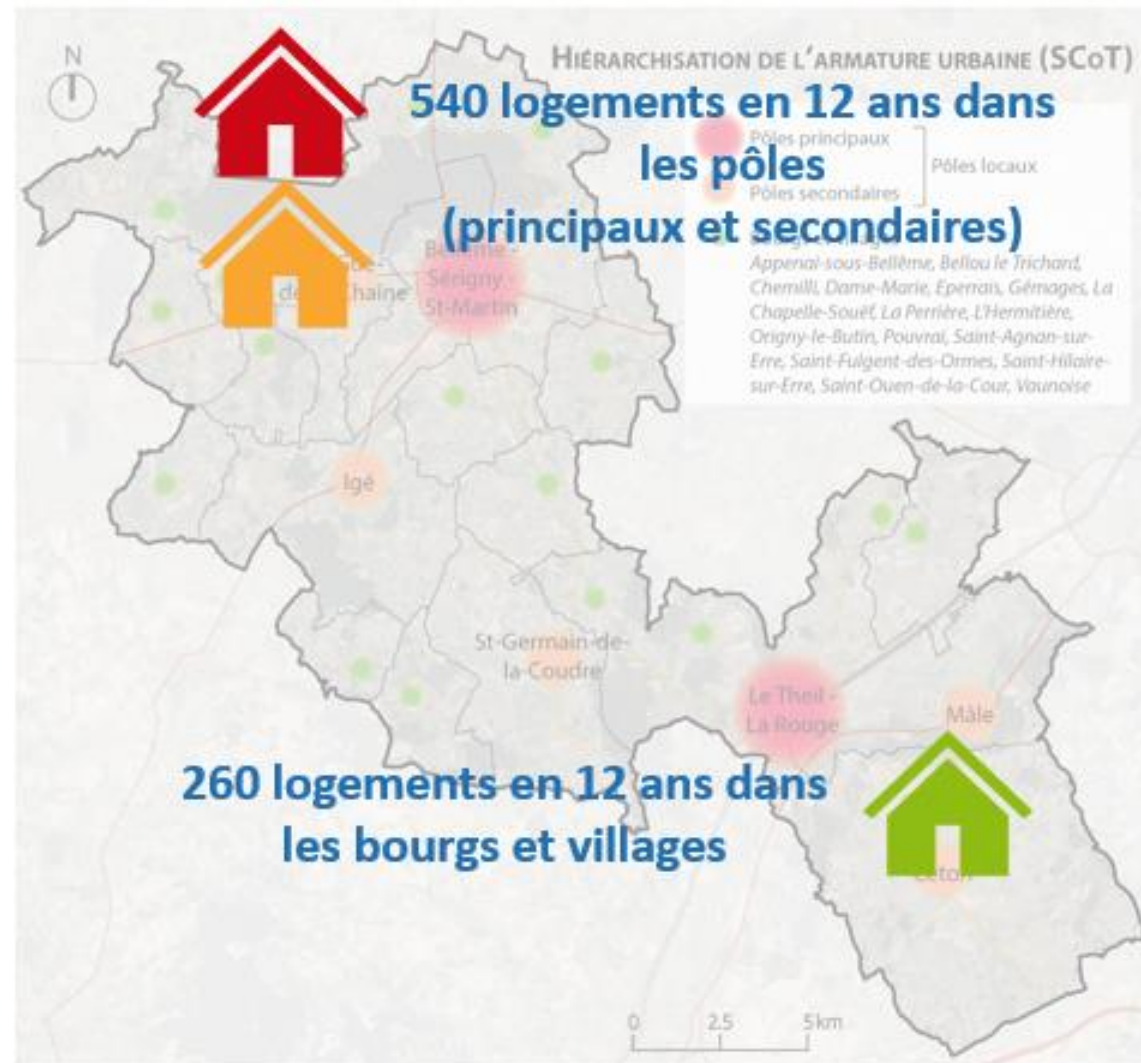 N
HIÉRARCHISATION DE L'ARMATURE URBAINE (SCOT)
540 logements en 12 ans dans
les pôles
(principaux et secondaires)
Pôles principaux
Pôles secondaires
Pôles locaux
Appenai-sous-Bellême, Bellou le Trichard,
Chemilli, Dame-Marie, Eperrais, Gémages, La
Chapelle-Souëf, La Perrière, L'Hermitière,
Origny-le-Butin, Pouvrai, Saint-Agnan-sur-
Erre, Saint-Fulgent-des-Ormes, Saint-Hilaire-
sur-Erre, Saint-Ouen-de-la-Cour, Vaunoise
Sérigny -
St-Martin
Igé
St-Germain-de-
la-Coudre
Le Theil -
La Rouge
Mâle
260 logements en 12 ans dans
les bourgs et villages
0 2.5 5km